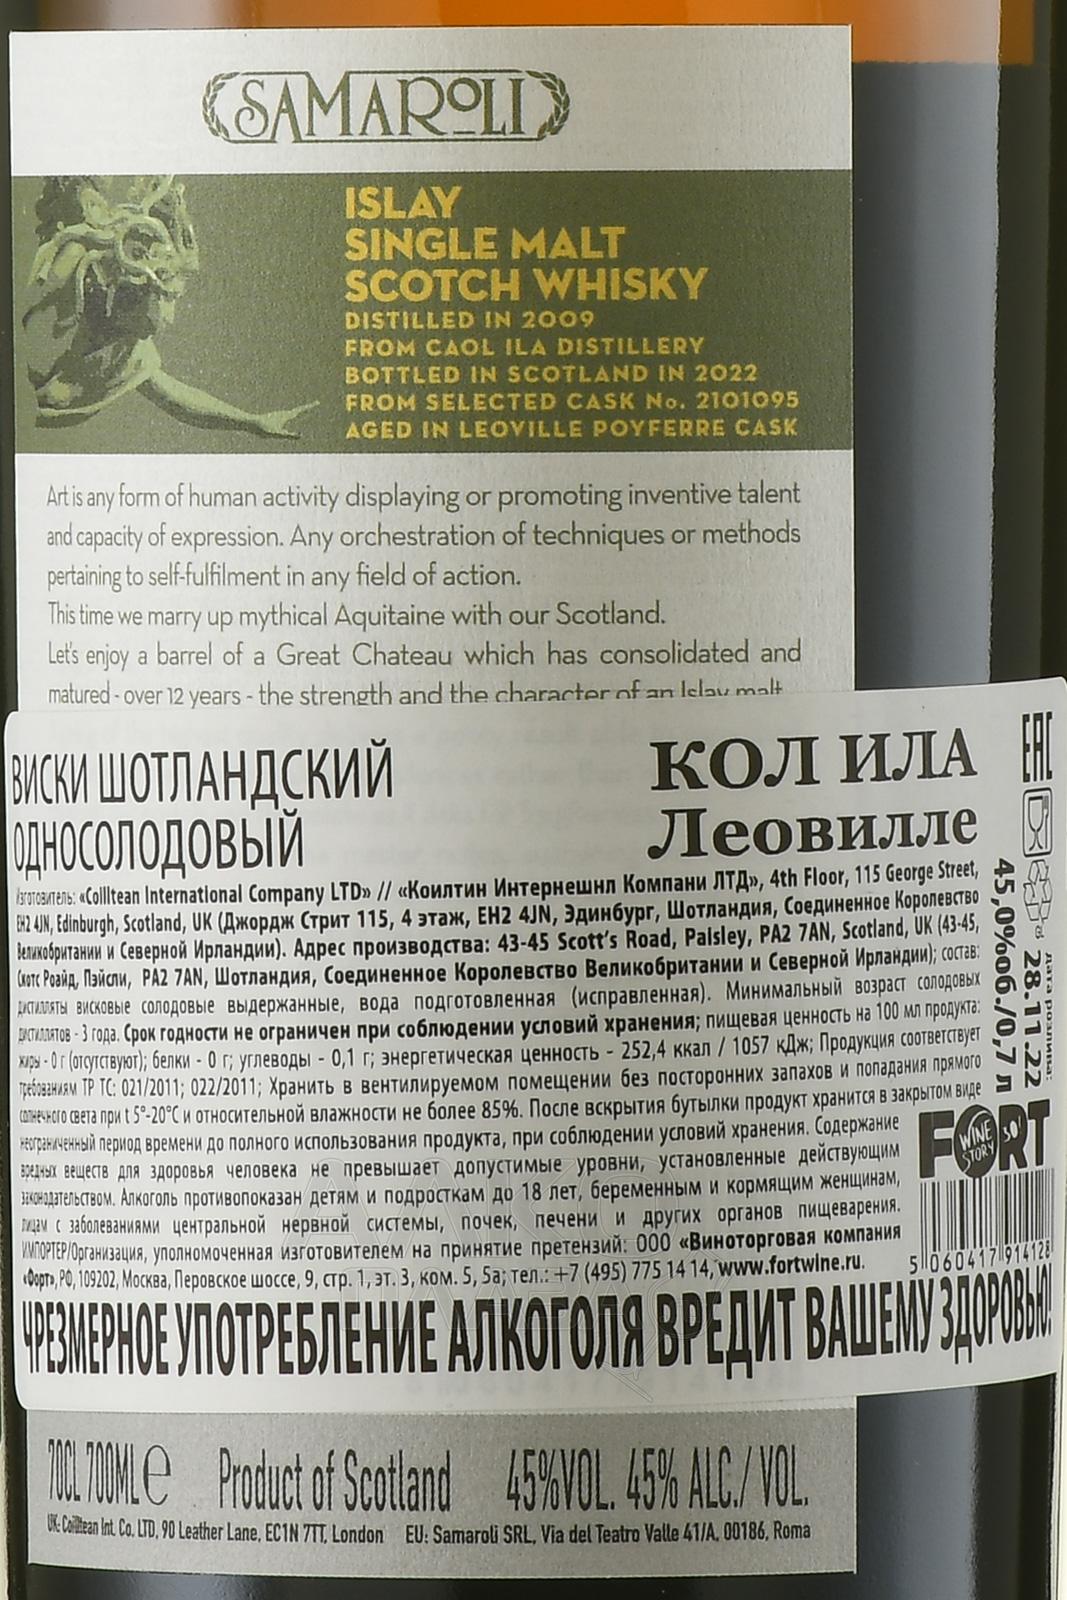 SAMAROLI
ISLAY
SINGLE MALT
SCOTCH WHISKY
DISTILLED IN 2009
FROM CAOL ILA DISTILLERY
BOTTLED IN SCOTLAND IN 2022
FROM SELECTED CASK No. 2101095
AGED IN LEOVILLE POYFERRE CASK
Art is any form of human activity displaying or promoting inventive talent
and capacity of expression. Any orchestration of techniques or methods
pertaining to self-fulfilment in any field of action.
This time we marry up mythical Aquitaine with our Scotland.
Let's enjoy a barrel of a Great Chateau which has consolidated and
matured - over 12 years - the strength and the character of an Islay malt
ВИСКИ ШОТЛАНДСКИЙ
ОДНОСОЛОДОВЫЙ
КОЛ ИЛА
Леовилле
Изготовитель: «Coilltean International Company LTD» // «Коилтин Интернешнл Компани ЛТД», 4th Floor, 115 George Street,
EH2 4JN, Edinburgh, Scotland, UK (Джордж Стрит 115, 4 этаж, EH2 4JN, Эдинбург, Шотландия, Соединенное Королевство
Великобритании и Северной Ирландии). Адрес производства: 43-45 Scott's Road, Palsley, PA2 7AN, Scotland, UK (43-45,
Скотс Роайд, Пэйсли, PA2 7AN, Шотландия, Соединенное Королевство Великобритании и Северной Ирландии); состав:
дистилляты висковые солодовые выдержанные, вода подготовленная (исправленная). Минимальный возраст солодовых
дистиллятов - 3 года. Срок годности не ограничен при соблюдении условий хранения; пищевая ценность на 100 мл продукта:
жиры - 0 г (отсутствуют); белки - 0 г; углеводы - 0,1 г; энергетическая ценность - 252,4 ккал / 1057 кДж; Продукция соответствует
требованиям ТР ТС: 021/2011; 022/2011; Хранить в вентилируемом помещении без посторонних запахов и попадания прямого
солнечного света при t 5°-20°C и относительной влажности не более 85%. После вскрытия бутылки продукт хранится в закрытом виде
неограниченный период времени до полного использования продукта, при соблюдении условий хранения. Содержание
вредных веществ для здоровья человека не превышает допустимые уровни, установленные действующим
законодательством. Алкоголь противопоказан детям и подросткам до 18 лет, беременным и кормящим женщинам,
лицам с заболеваниями центральной нервной системы, почек, печени и других органов пищеварения.
ИМПОРТЕР/Организация, уполномоченная изготовителем на принятие претензий: ООО «Виноторговая компания
«Форт», РФ, 109202, Москва, Перовское шоссе, 9, стр. 1, эт. 3, ком. 5, 5а; тел.: +7 (495) 775 14 14, www.fortwine.ru.
EAC
45,0%об./0,7 л
дата розлива:
28.11.22
FORT
WINE STORY
5 060417 914128
ЧРЕЗМЕРНОЕ УПОТРЕБЛЕНИЕ АЛКОГОЛЯ ВРЕДИТ ВАШЕМУ ЗДОРОВЬЮ!
70CL 700ML e Product of Scotland 45%VOL. 45% ALC./ VOL.
UK: Coilltean Int. Co. LTD, 90 Leather Lane, EC1N 7TT, London EU: Samaroli SRL, Via del Teatro Valle 41/A, 00186, Roma